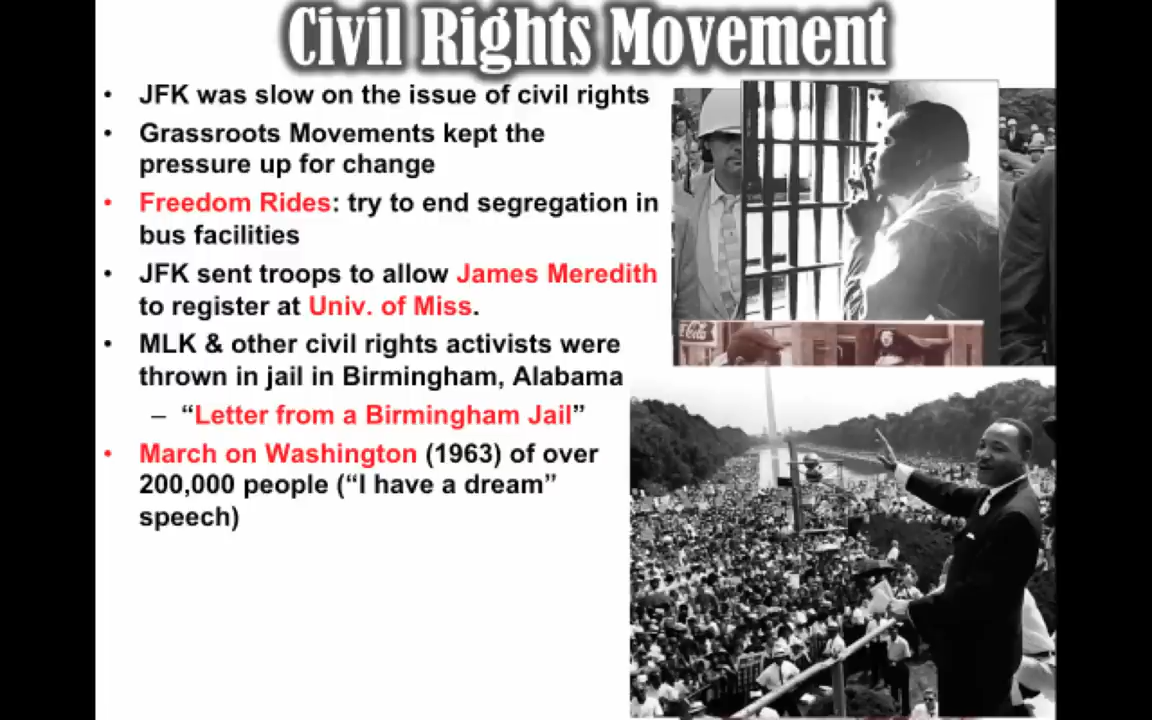 Civil Rights Movement
• JFK was slow on the issue of civil rights
• Grassroots Movements kept the
pressure up for change
• Freedom Rides: try to end segregation in
bus facilities
• JFK sent troops to allow James Meredith
to register at Univ. of Miss.
• MLK & other civil rights activists were
thrown in jail in Birmingham, Alabama
– “Letter from a Birmingham Jail”
• March on Washington (1963) of over
200,000 people (“I have a dream”
speech)